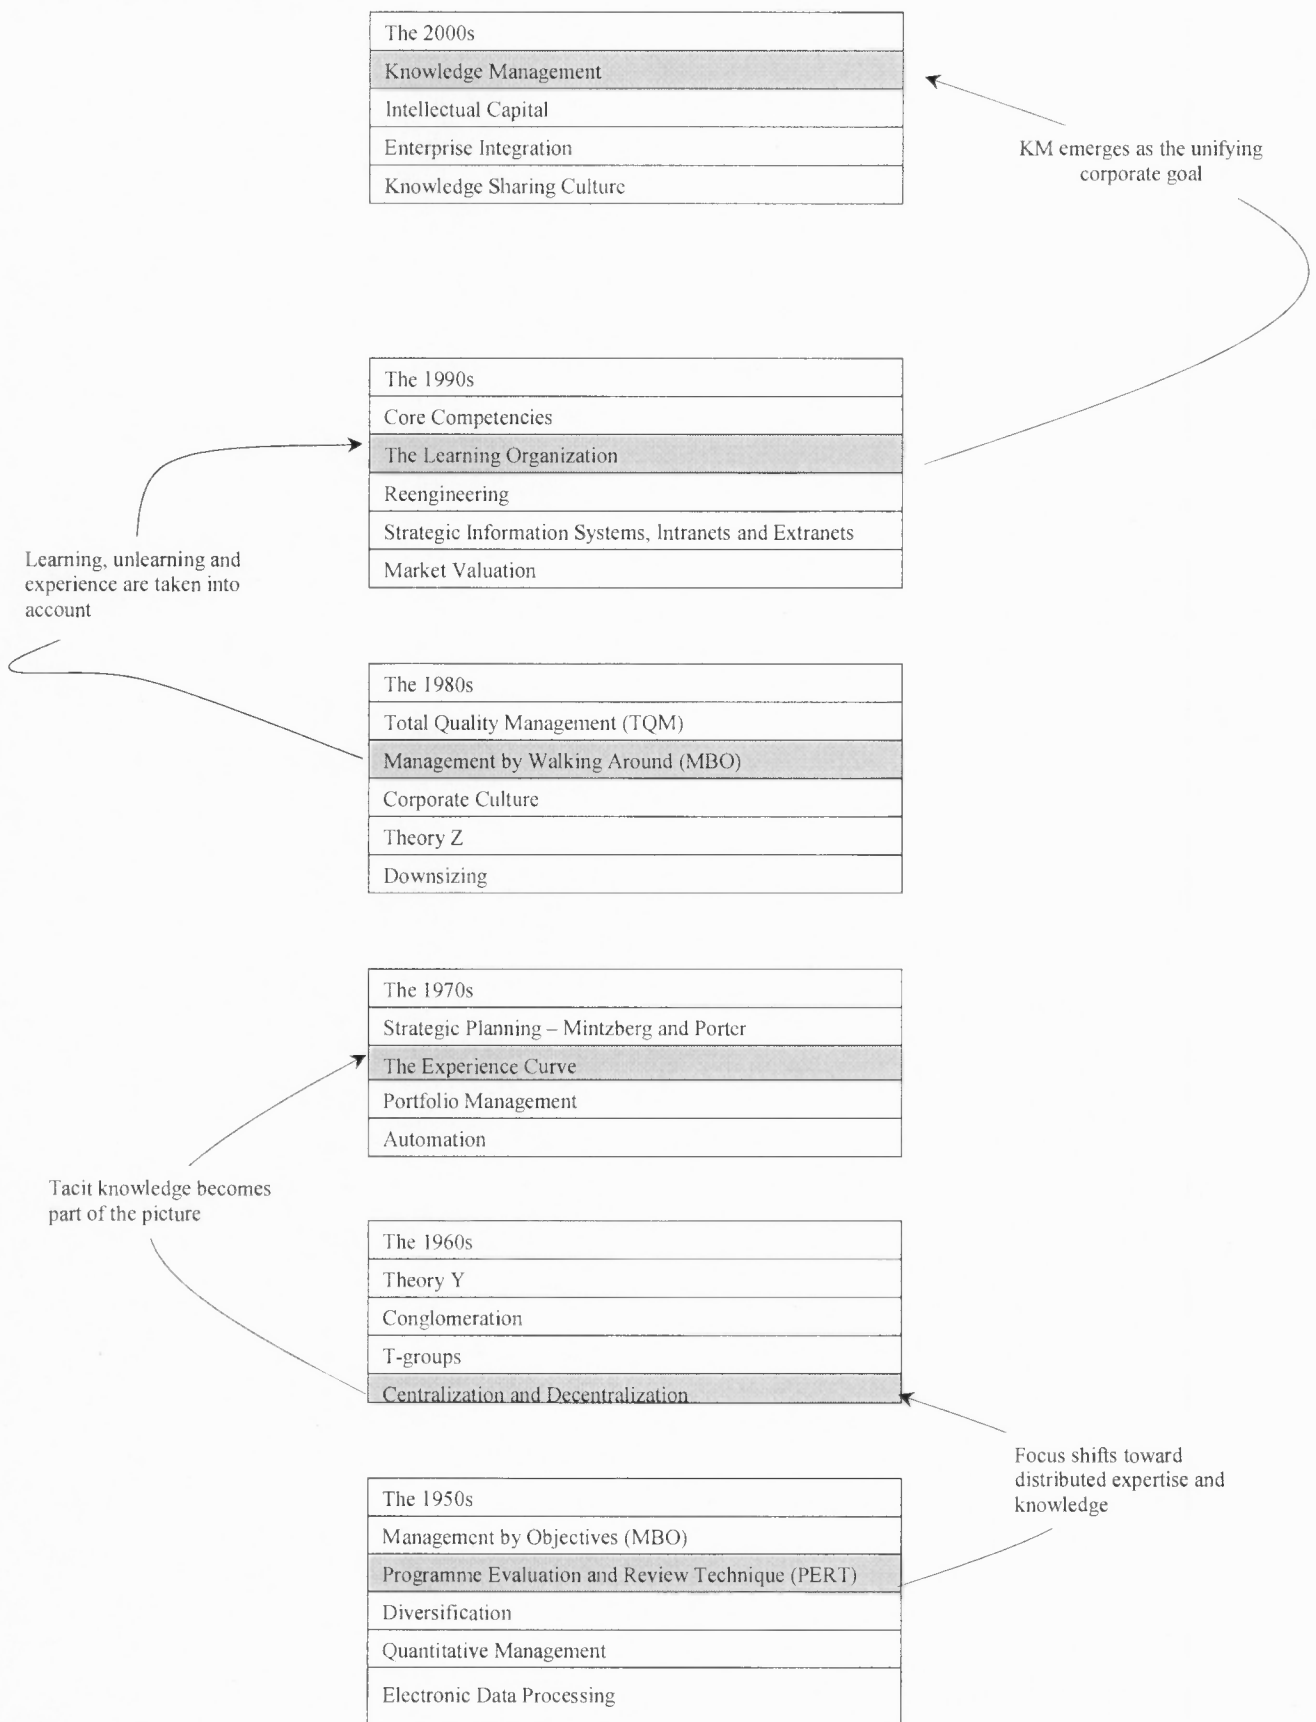 The 2000s
Knowledge Management
Intellectual Capital
Enterprise Integration
Knowledge Sharing Culture
KM emerges as the unifying
corporate goal
The 1990s
Core Competencies
The Learning Organization
Reengineering
Strategic Information Systems, Intranets and Extranets
Market Valuation
Learning, unlearning and
experience are taken into
account
The 1980s
Total Quality Management (TQM)
Management by Walking Around (MBO)
Corporate Culture
Theory Z
Downsizing
The 1970s
Strategic Planning – Mintzberg and Porter
The Experience Curve
Portfolio Management
Automation
Tacit knowledge becomes
part of the picture
The 1960s
Theory Y
Conglomeration
T-groups
Centralization and Decentralization
Focus shifts toward
distributed expertise and
knowledge
The 1950s
Management by Objectives (MBO)
Programme Evaluation and Review Technique (PERT)
Diversification
Quantitative Management
Electronic Data Processing